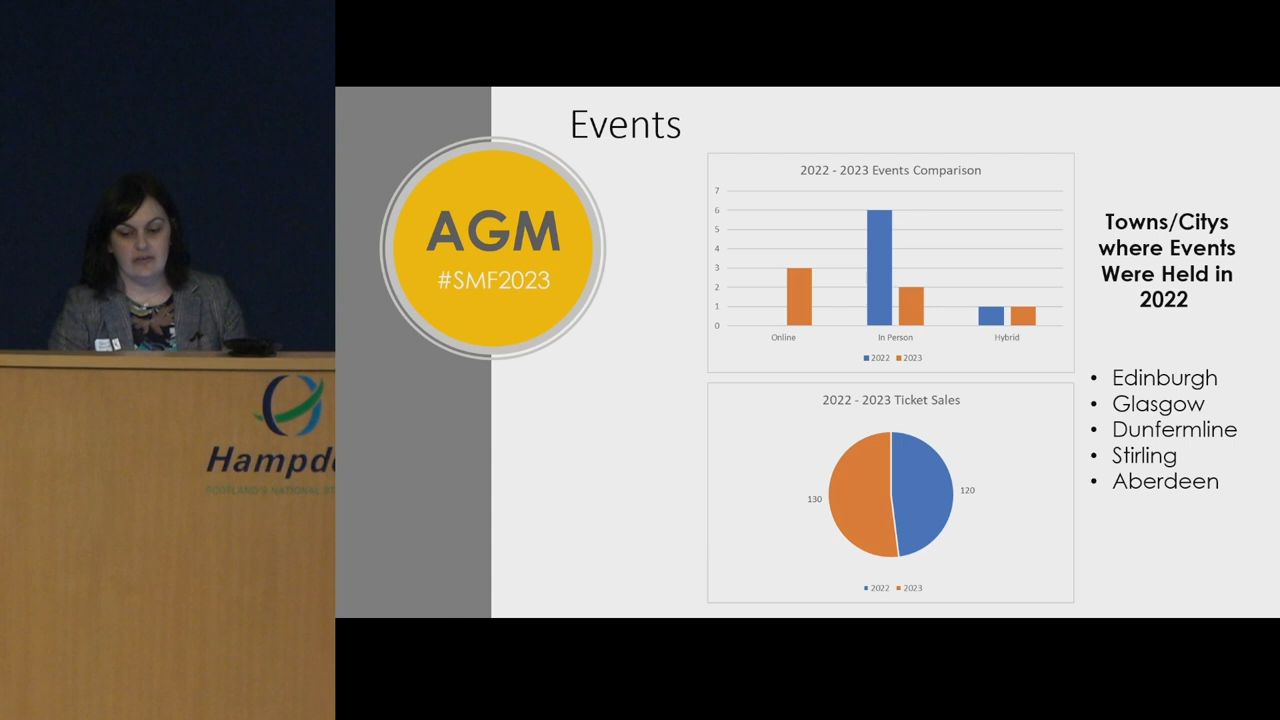 Events
AGM
#SMF2023
2022 - 2023 Events Comparison
7
6
5
4
3
2
1
0
Online
In Person
Hybrid
2022
2023
2022 - 2023 Ticket Sales
130
120
2022
2023
Towns/Citys
where Events
Were Held in
2022
• Edinburgh
• Glasgow
• Dunfermline
• Stirling
• Aberdeen
SCOTLAND'S NATIONAL